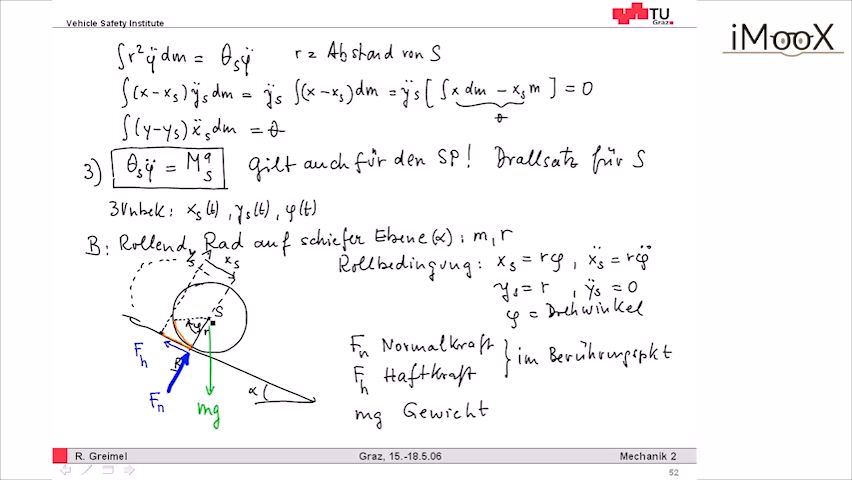 Vehicle Safety Institute
TU
Graz
iMooX
∫r² φ̈ dm = Θ_S φ̈    r = Abstand von S
∫(x - x_S) ÿ_S dm = ÿ_S ∫(x - x_S) dm = ÿ_S [ ∫x dm - x_S m ] = 0
0
∫(y - y_S) ẍ_S dm = 0
3) Θ_S φ̈ = M_S^a   gilt auch für den SP! Drallsatz für S
3 Unbek: x_S(t), y_S(t), φ(t)
B: Rollend. Rad auf schiefer Ebene (α); m, r
Rollbedingung: x_S = rφ, ẍ_S = rφ̈
y_S = r, ÿ_S = 0
φ = Drehwinkel
y_S x_S
S
φ r
F_h
R
F_n
mg
α
F_n Normalkraft
F_h Haftkraft } im Berührungspkt
mg Gewicht
R. Greimel    Graz, 15.-18.5.06    Mechanik 2
52